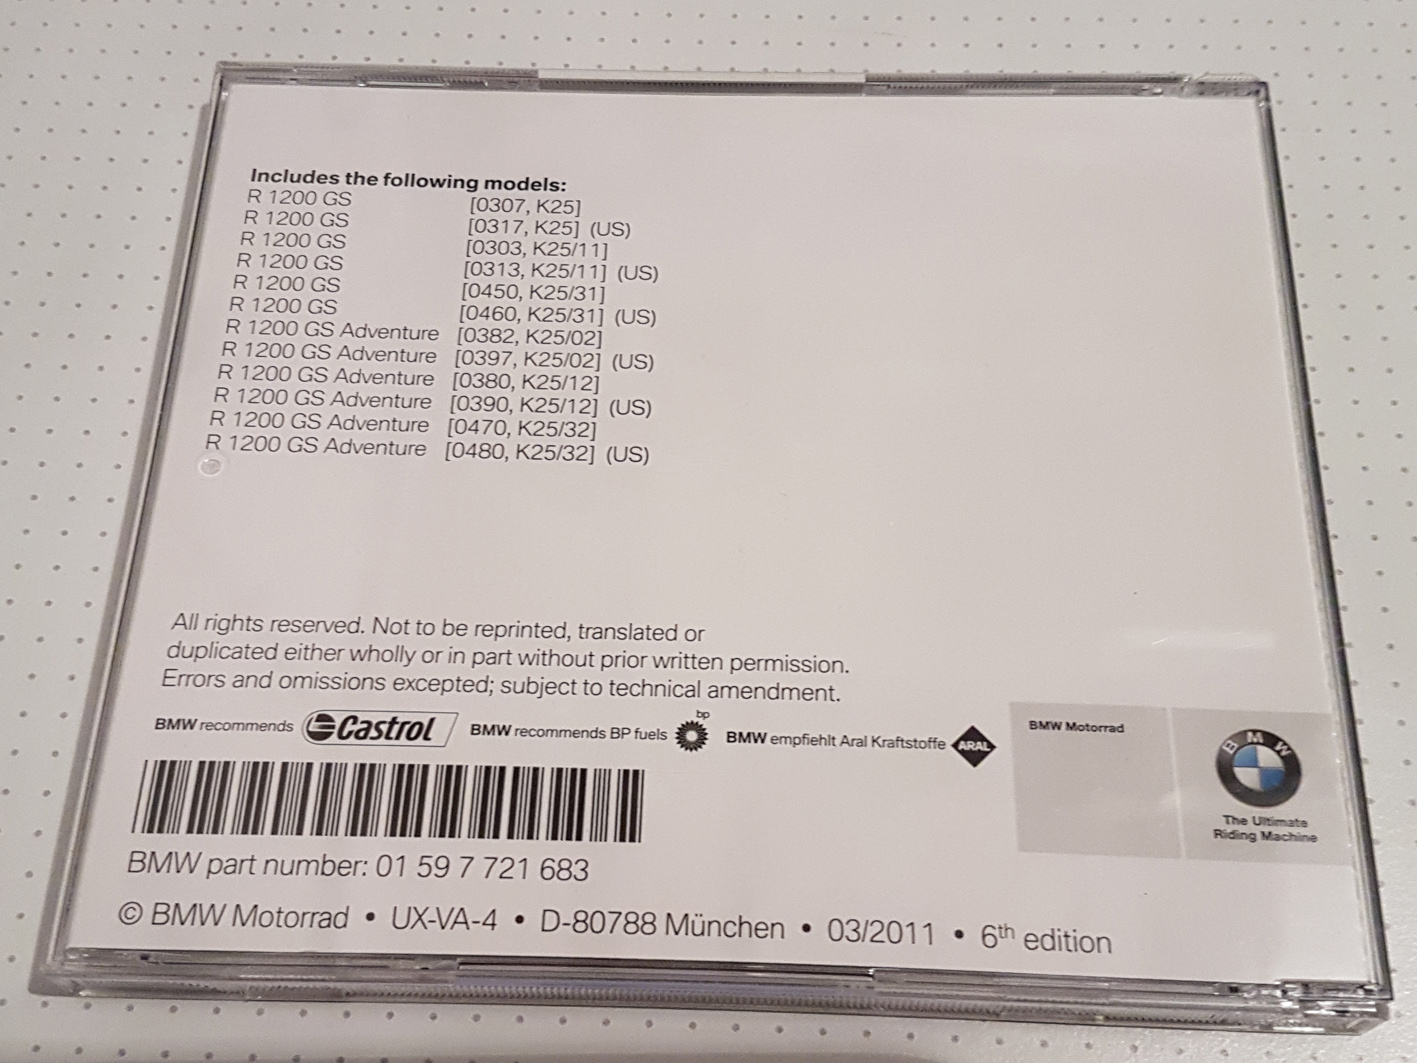 Includes the following models:
R 1200 GS [0307, K25]
R 1200 GS [0317, K25] (US)
R 1200 GS [0303, K25/11]
R 1200 GS [0313, K25/11] (US)
R 1200 GS [0450, K25/31]
R 1200 GS [0460, K25/31] (US)
R 1200 GS Adventure [0382, K25/02]
R 1200 GS Adventure [0397, K25/02] (US)
R 1200 GS Adventure [0380, K25/12]
R 1200 GS Adventure [0390, K25/12] (US)
R 1200 GS Adventure [0470, K25/32]
R 1200 GS Adventure [0480, K25/32] (US)
All rights reserved. Not to be reprinted, translated or
duplicated either wholly or in part without prior written permission.
Errors and omissions excepted; subject to technical amendment.
BMW recommends Castrol BMW recommends BP fuels bp BMW empfiehlt Aral Kraftstoffe ARAL
BMW Motorrad
BMW
The Ultimate
Riding Machine
BMW part number: 01 59 7 721 683
© BMW Motorrad • UX-VA-4 • D-80788 München • 03/2011 • 6th edition